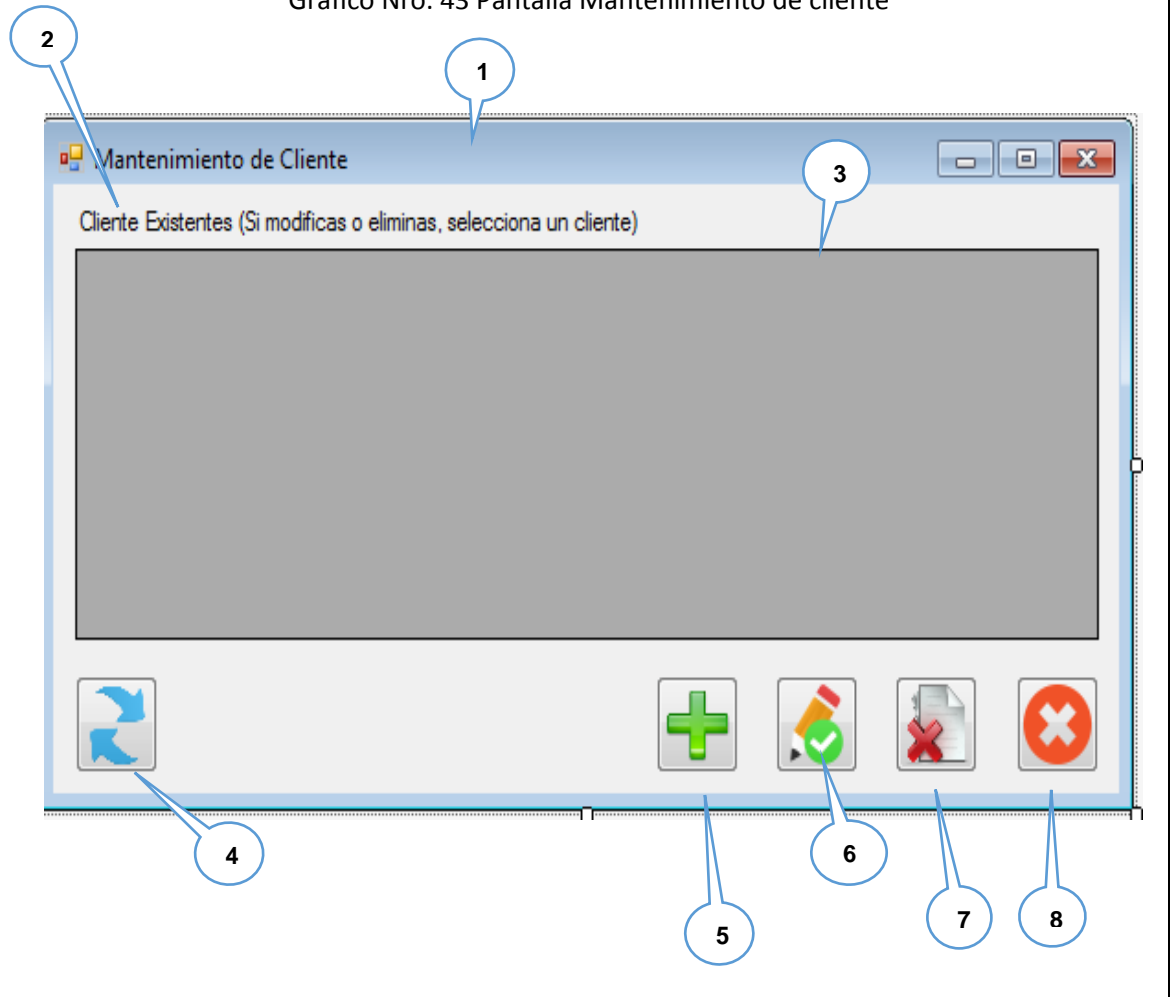 Gráfico Nro. 43 Pantalla Mantenimiento de cliente
2
1
Mantenimiento de Cliente
3
Cliente Existentes (Si modificas o eliminas, selecciona un cliente)
4
6
5
7
8